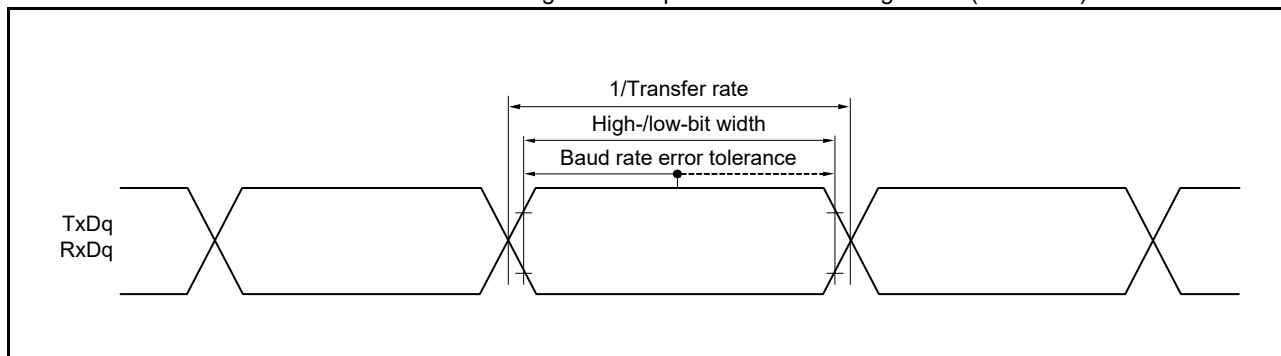 1/Transfer rate
High-/low-bit width
Baud rate error tolerance
TxDq
RxDq